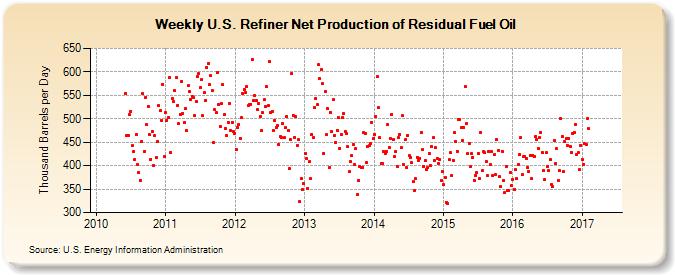 Weekly U.S. Refiner Net Production of Residual Fuel Oil
Thousand Barrels per Day
650
600
550
500
450
400
350
300
2010 2011 2012 2013 2014 2015 2016 2017
Source: U.S. Energy Information Administration